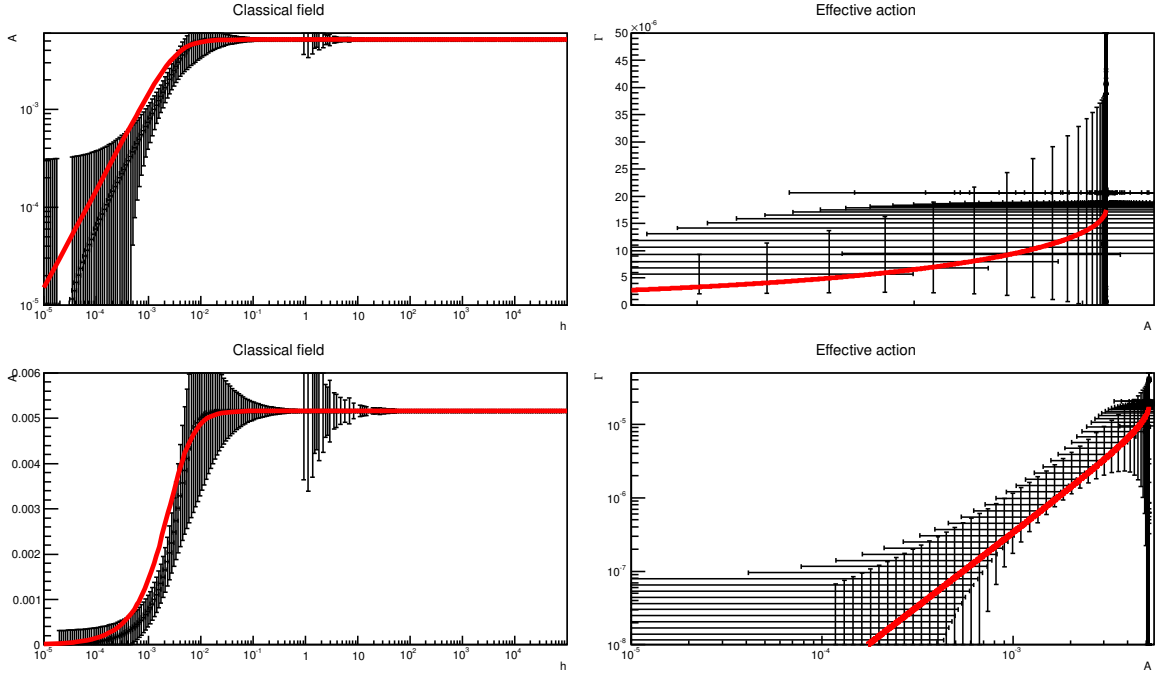 Classical field
A
10⁻³
10⁻⁴
10⁻⁵
10⁻⁵ 10⁻⁴ 10⁻³ 10⁻² 10⁻¹ 1 10 10² 10³ 10⁴
h
Effective action
Γ
×10⁻⁶
50
45
40
35
30
25
20
15
10
5
0
A
Classical field
A
0.006
0.005
0.004
0.003
0.002
0.001
0
10⁻⁵ 10⁻⁴ 10⁻³ 10⁻² 10⁻¹ 1 10 10² 10³ 10⁴
h
Effective action
Γ
10⁻⁵
10⁻⁶
10⁻⁷
10⁻⁸
10⁻⁵ 10⁻⁴ 10⁻³
A